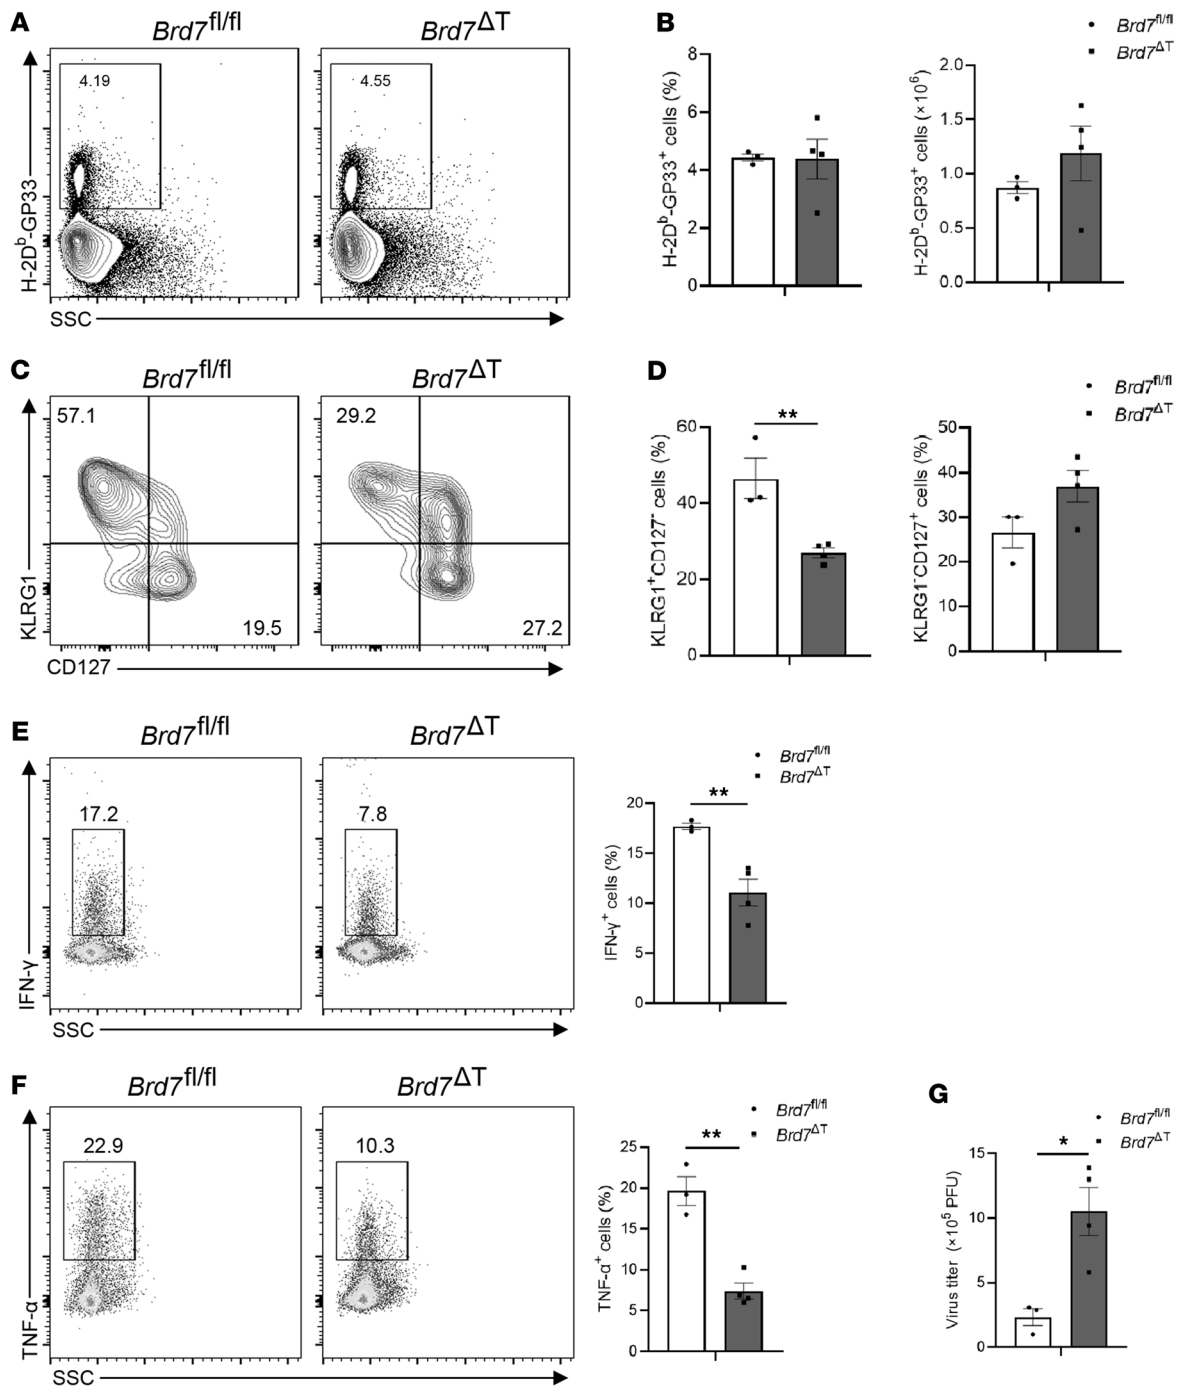 A
Brd7fl/fl
Brd7ΔT
4.19
4.55
H-2Db-GP33
SSC
B
Brd7fl/fl
Brd7ΔT
H-2Db-GP33+ cells (%)
8
6
4
2
0
H-2Db-GP33+ cells (×106)
2.0
1.5
1.0
0.5
0.0
C
Brd7fl/fl
Brd7ΔT
57.1
29.2
19.5
27.2
KLRG1
CD127
D
Brd7fl/fl
Brd7ΔT
KLRG1+CD127- cells (%)
60
40
20
0
**
KLRG1-CD127+ cells (%)
50
40
30
20
10
0
E
Brd7fl/fl
Brd7ΔT
17.2
7.8
IFN-γ
SSC
Brd7fl/fl
Brd7ΔT
**
IFN-γ+ cells (%)
20
15
10
5
0
F
Brd7fl/fl
Brd7ΔT
22.9
10.3
TNF-α
SSC
Brd7fl/fl
Brd7ΔT
**
TNF-α+ cells (%)
25
20
15
10
5
0
G
Brd7fl/fl
Brd7ΔT
*
Virus titer (×105 PFU)
15
10
5
0